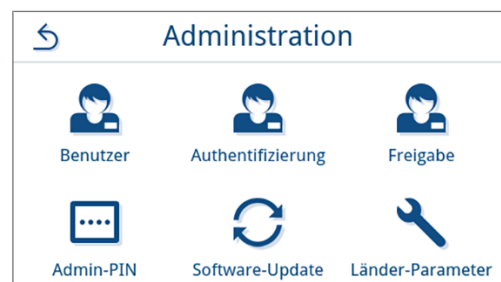 Administration
Benutzer Authentifizierung Freigabe
Admin-PIN Software-Update Länder-Parameter